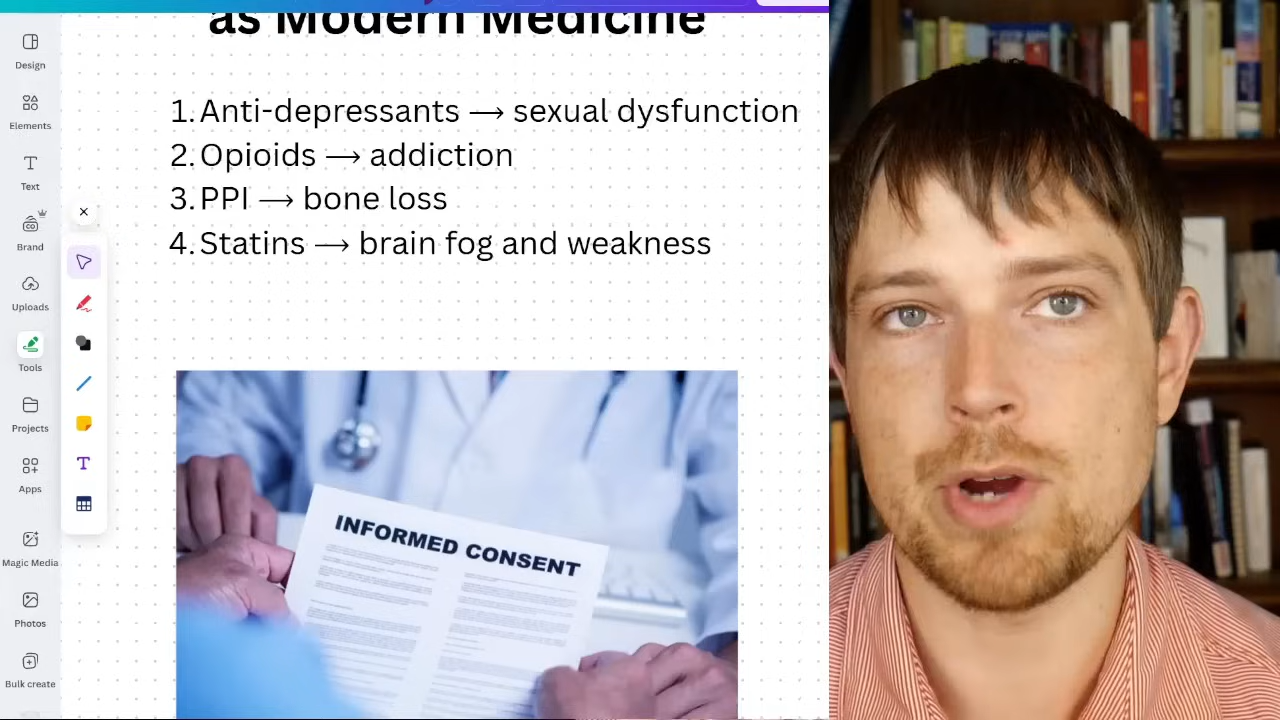 as Modern Medicine
1. Anti-depressants ⟶ sexual dysfunction
2. Opioids ⟶ addiction
3. PPI ⟶ bone loss
4. Statins ⟶ brain fog and weakness
Design
Elements
Text
Brand
Uploads
Tools
Projects
Apps
Magic Media
Photos
Bulk create
INFORMED CONSENT